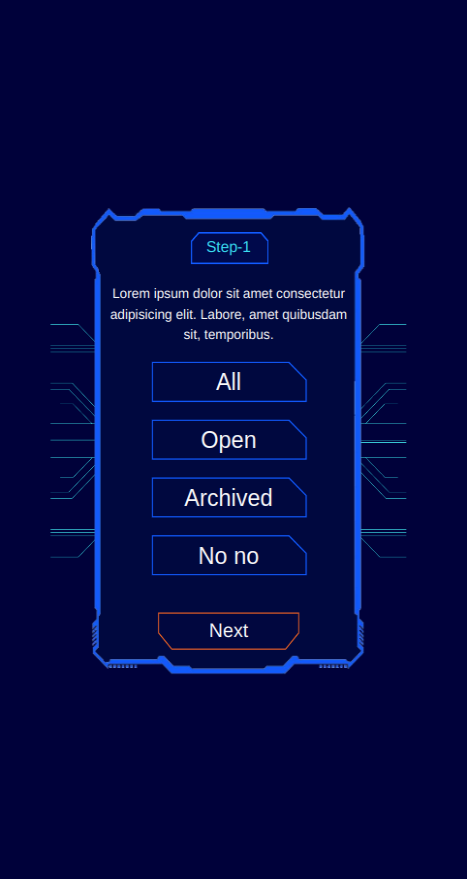 Step-1
Lorem ipsum dolor sit amet consectetur
adipisicing elit. Labore, amet quibusdam
sit, temporibus.
All
Open
Archived
No no
Next